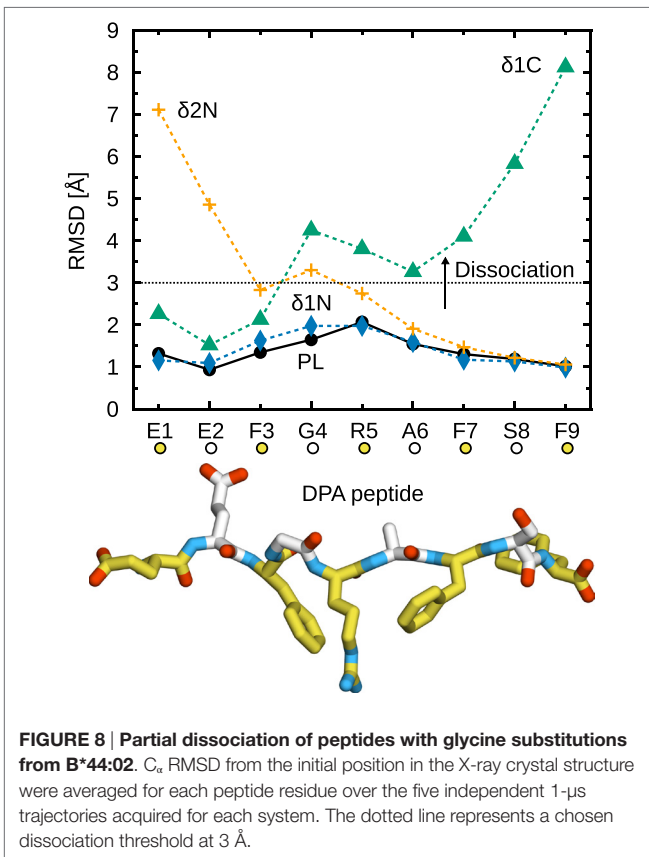 9
8
7
6
5
4
3
2
1
0
RMSD [Å]
δ2N
δ1C
Dissociation
δ1N
PL
E1 E2 F3 G4 R5 A6 F7 S8 F9
DPA peptide
FIGURE 8 | Partial dissociation of peptides with glycine substitutions
from B*44:02. Cα RMSD from the initial position in the X-ray crystal structure
were averaged for each peptide residue over the five independent 1-μs
trajectories acquired for each system. The dotted line represents a chosen
dissociation threshold at 3 Å.